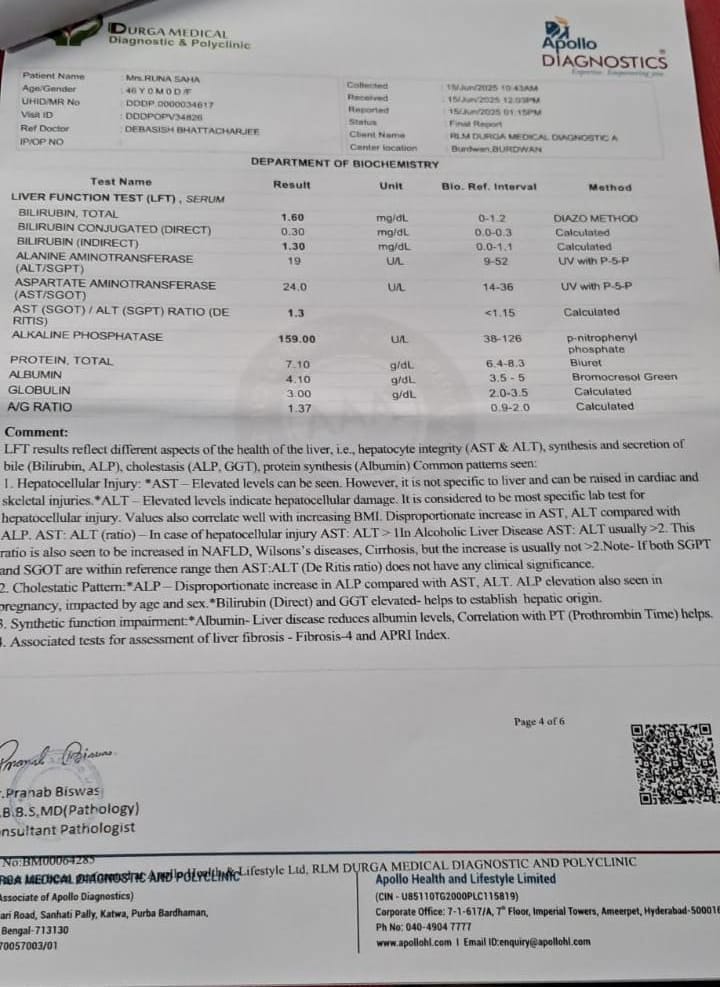 DURGA MEDICAL
Diagnostic & Polyclinic
Apollo
DIAGNOSTICS
Expertise. Empowering you.
Patient Name : Mrs.RUNA SAHA
Age/Gender : 46 Y 0 M 0 D /F
UHID/MR No : DDDP.0000034617
Visit ID : DDDPOPV34826
Ref Doctor : DEBASISH BHATTACHARJEE
IP/OP NO
Collected : 15/Jun/2025 10:43AM
Received : 15/Jun/2025 12:03PM
Reported : 15/Jun/2025 01:15PM
Status : Final Report
Client Name : RLM DURGA MEDICAL DIAGNOSTIC A
Center location : Burdwan,BURDWAN
DEPARTMENT OF BIOCHEMISTRY
Test Name Result Unit Bio. Ref. Interval Method
LIVER FUNCTION TEST (LFT) , SERUM
BILIRUBIN, TOTAL 1.60 mg/dL 0-1.2 DIAZO METHOD
BILIRUBIN CONJUGATED (DIRECT) 0.30 mg/dL 0.0-0.3 Calculated
BILIRUBIN (INDIRECT) 1.30 mg/dL 0.0-1.1 Calculated
ALANINE AMINOTRANSFERASE 19 U/L 9-52 UV with P-5-P
(ALT/SGPT)
ASPARTATE AMINOTRANSFERASE 24.0 U/L 14-36 UV with P-5-P
(AST/SGOT)
AST (SGOT) / ALT (SGPT) RATIO (DE 1.3 <1.15 Calculated
RITIS)
ALKALINE PHOSPHATASE 159.00 U/L 38-126 p-nitrophenyl
phosphate
PROTEIN, TOTAL 7.10 g/dL 6.4-8.3 Biuret
ALBUMIN 4.10 g/dL 3.5 - 5 Bromocresol Green
GLOBULIN 3.00 g/dL 2.0-3.5 Calculated
A/G RATIO 1.37 0.9-2.0 Calculated
Comment:
LFT results reflect different aspects of the health of the liver, i.e., hepatocyte integrity (AST & ALT), synthesis and secretion of
bile (Bilirubin, ALP), cholestasis (ALP, GGT), protein synthesis (Albumin) Common patterns seen:
1. Hepatocellular Injury: *AST – Elevated levels can be seen. However, it is not specific to liver and can be raised in cardiac and
skeletal injuries.*ALT – Elevated levels indicate hepatocellular damage. It is considered to be most specific lab test for
hepatocellular injury. Values also correlate well with increasing BMI. Disproportionate increase in AST, ALT compared with
ALP. AST: ALT (ratio) – In case of hepatocellular injury AST: ALT > 1In Alcoholic Liver Disease AST: ALT usually >2. This
ratio is also seen to be increased in NAFLD, Wilsons's diseases, Cirrhosis, but the increase is usually not >2.Note- If both SGPT
and SGOT are within reference range then AST:ALT (De Ritis ratio) does not have any clinical significance.
2. Cholestatic Pattern:*ALP – Disproportionate increase in ALP compared with AST, ALT. ALP elevation also seen in
pregnancy, impacted by age and sex.*Bilirubin (Direct) and GGT elevated- helps to establish hepatic origin.
3. Synthetic function impairment:*Albumin- Liver disease reduces albumin levels, Correlation with PT (Prothrombin Time) helps.
. Associated tests for assessment of liver fibrosis - Fibrosis-4 and APRI Index.
Page 4 of 6
Pranab Biswas
.Pranab Biswas
.B.B.S,MD(Pathology)
nsultant Pathologist
No:BM00064285
Lifestyle Ltd, RLM DURGA MEDICAL DIAGNOSTIC AND POLYCLINIC
RGA MEDICAL DIAGNOSTIC AND POLYCLINIC
Associate of Apollo Diagnostics)
ari Road, Sanhati Pally, Katwa, Purba Bardhaman,
Bengal-713130
70057003/01
Apollo Health and Lifestyle Limited
(CIN - U85110TG2000PLC115819)
Corporate Office: 7-1-617/A, 7th Floor, Imperial Towers, Ameerpet, Hyderabad-500016
Ph No: 040-4904 7777
www.apollohl.com | Email ID:enquiry@apollohl.com